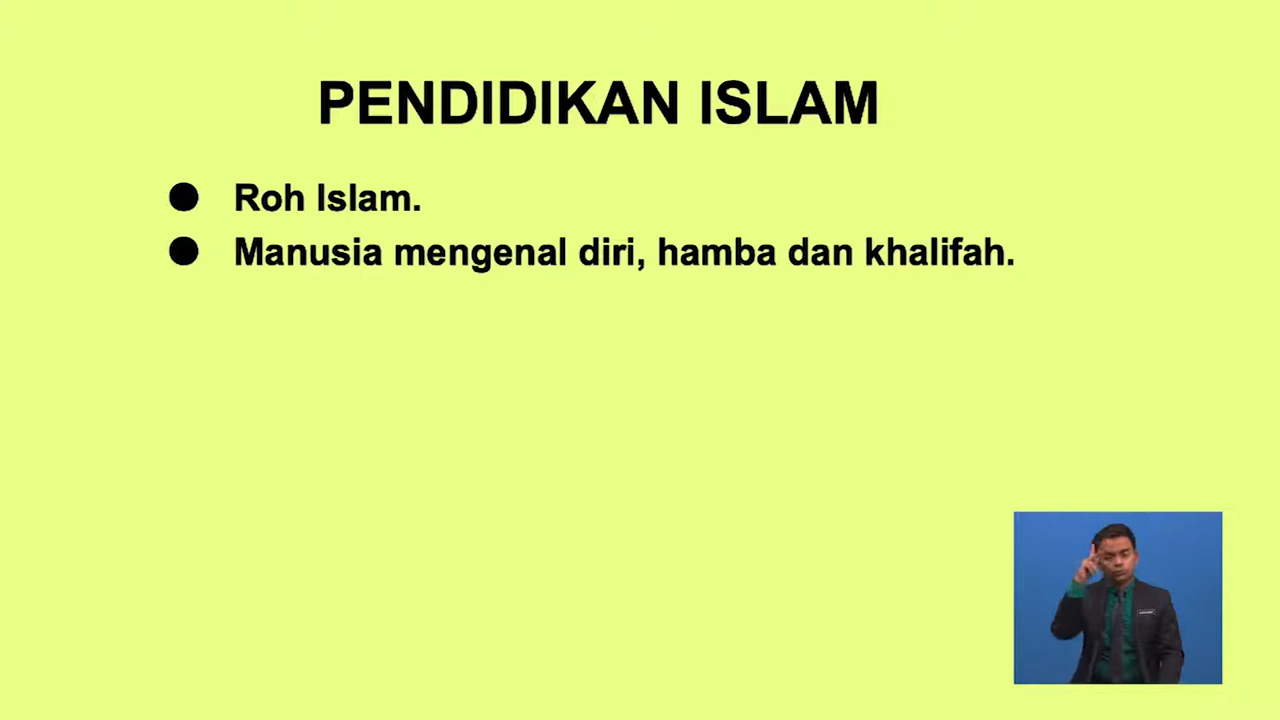 PENDIDIKAN ISLAM
● Roh Islam.
● Manusia mengenal diri, hamba dan khalifah.